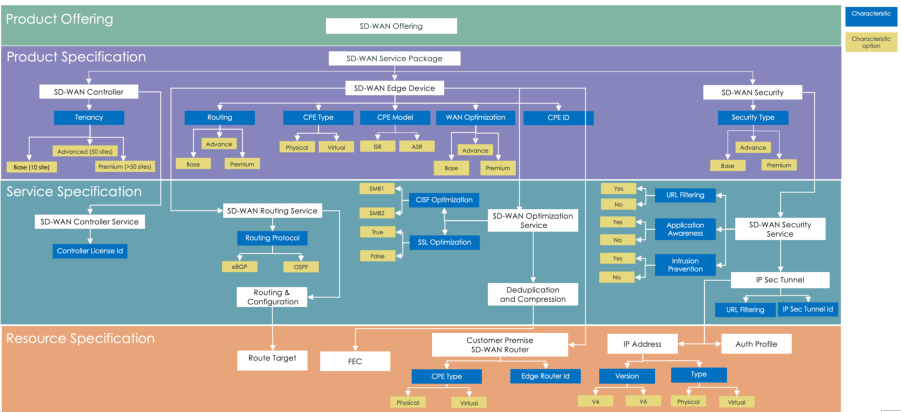 Product Offering
SD-WAN Offering
Characteristic
Characteristic
option
Product Specification
SD-WAN Service Package
SD-WAN Controller
SD-WAN Edge Device
SD-WAN Security
Tenancy
Routing
CPE Type
CPE Model
WAN Optimization
CPE ID
Security Type
Advanced (50 sites)
Base (10 site)
Premium (>50 sites)
Advance
Base
Premium
Physical
Virtual
ISR
ASR
Advance
Base
Premium
Advance
Base
Premium
Service Specification
SD-WAN Controller Service
Controller License Id
SD-WAN Routing Service
Routing Protocol
eBGP
OSPF
Routing &
Configuration
SMB1
SMB2
CISF Optimization
True
False
SSL Optimization
SD-WAN Optimization
Service
Deduplication
and Compression
Yes
No
URL Filtering
Yes
No
Application
Awareness
Yes
No
Intrusion
Prevention
SD-WAN Security
Service
IP Sec Tunnel
URL Filtering
IP Sec Tunnel Id
Resource Specification
Route Target
FEC
Customer Premise
SD-WAN Router
CPE Type
Edge Router Id
Physical
Virtual
IP Address
Auth Profile
Version
Type
V4
V6
Physical
Virtual